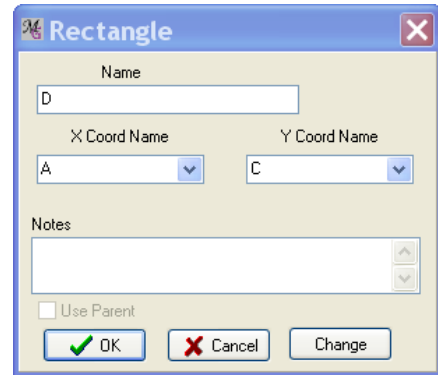 Rectangle
Name
D
X Coord Name Y Coord Name
A C
Notes
Use Parent
OK Cancel Change